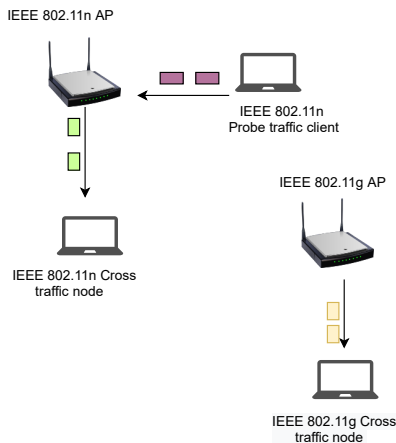 IEEE 802.11n AP
IEEE 802.11n
Probe traffic client
IEEE 802.11g AP
IEEE 802.11n Cross
traffic node
IEEE 802.11g Cross
traffic node